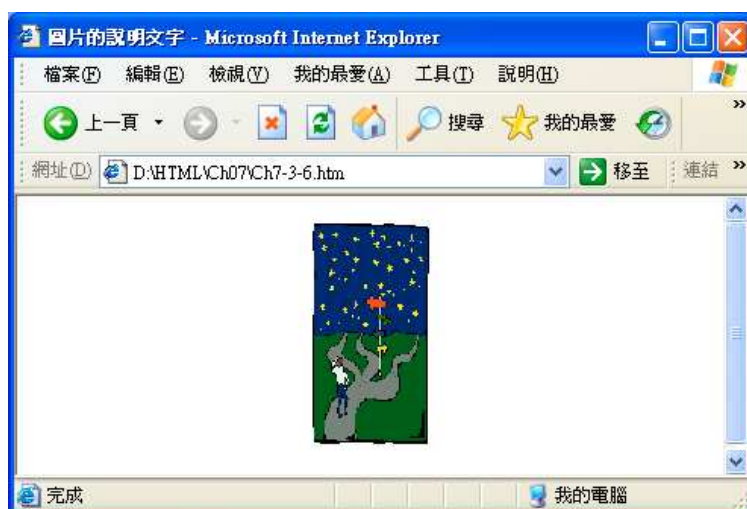 圖片的說明文字 - Microsoft Internet Explorer
檔案(F) 編輯(E) 檢視(V) 我的最愛(A) 工具(T) 說明(H)
上一頁 搜尋 我的最愛 »
網址(D) D:\HTML\Ch07\Ch7-3-6.htm 移至 連結 »
完成 我的電腦